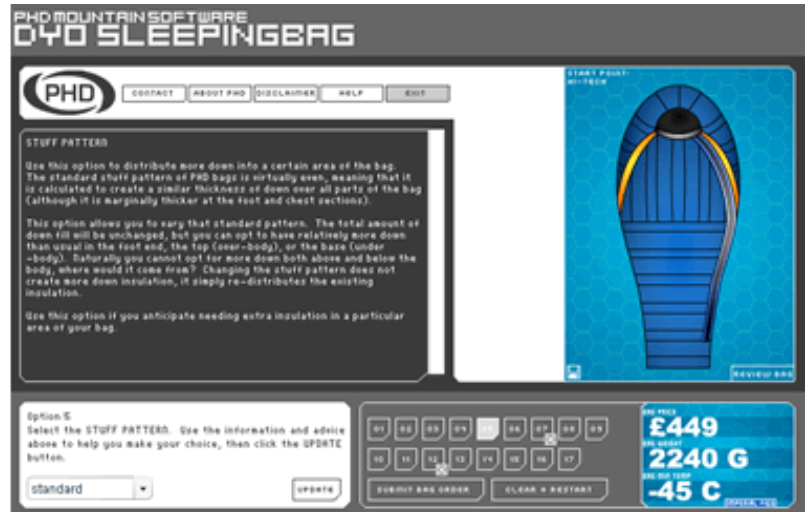 PHD MOUNTAIN SOFTWARE
DYO SLEEPINGBAG
PHD
CONTACT
ABOUT PHD
DISCLAIMER
HELP
EXIT
START POINT:
HI-TECH
STUFF PATTERN
Use this option to distribute more down into a certain area of the bag.
The standard stuff pattern of PHD bags is virtually even, meaning that it
is calculated to create a similar thickness of down over all parts of the bag
(although it is marginally thicker at the foot and chest sections).
This option allows you to vary that standard pattern. The total amount of
down fill will be unchanged, but you can opt to have relatively more down
than usual in the foot end, the top (over-body), or the base (under
-body). Naturally you cannot opt for more down both above and below the
body, where would it come from? Changing the stuff pattern does not
create more down insulation, it simply re-distributes the existing
insulation.
Use this option if you anticipate needing extra insulation in a particular
area of your bag.
REVIEW BAG
Option 5
Select the STUFF PATTERN. Use the information and advice
above to help you make your choice, then click the UPDATE
button.
standard
UPDATE
01 02 03 04 05 06 07 08 09
10 11 12 13 14 15 16 17
SUBMIT BAG ORDER
CLEAR + RESTART
BAG PRICE
£449
BAG WEIGHT
2240 G
BAG MIN TEMP
-45 C